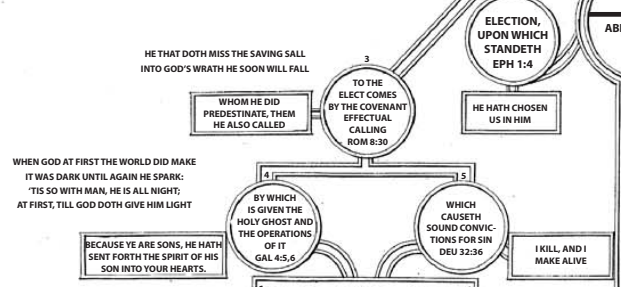 ELECTION,
UPON WHICH
STANDETH
EPH 1:4
HE HATH CHOSEN
US IN HIM
HE THAT DOTH MISS THE SAVING SALL
INTO GOD'S WRATH HE SOON WILL FALL
3
TO THE
ELECT COMES
BY THE COVENANT
EFFECTUAL
CALLING
ROM 8:30
WHOM HE DID
PREDESTINATE, THEM
HE ALSO CALLED
WHEN GOD AT FIRST THE WORLD DID MAKE
IT WAS DARK UNTIL AGAIN HE SPARK:
'TIS SO WITH MAN, HE IS ALL NIGHT;
AT FIRST, TILL GOD DOTH GIVE HIM LIGHT
4
BY WHICH
IS GIVEN THE
HOLY GHOST AND
THE OPERATIONS
OF IT
GAL 4:5,6
BECAUSE YE ARE SONS, HE HATH
SENT FORTH THE SPIRIT OF HIS
SON INTO YOUR HEARTS.
5
WHICH
CAUSETH
SOUND CONVIC-
TIONS FOR SIN
DEU 32:36
I KILL, AND I
MAKE ALIVE